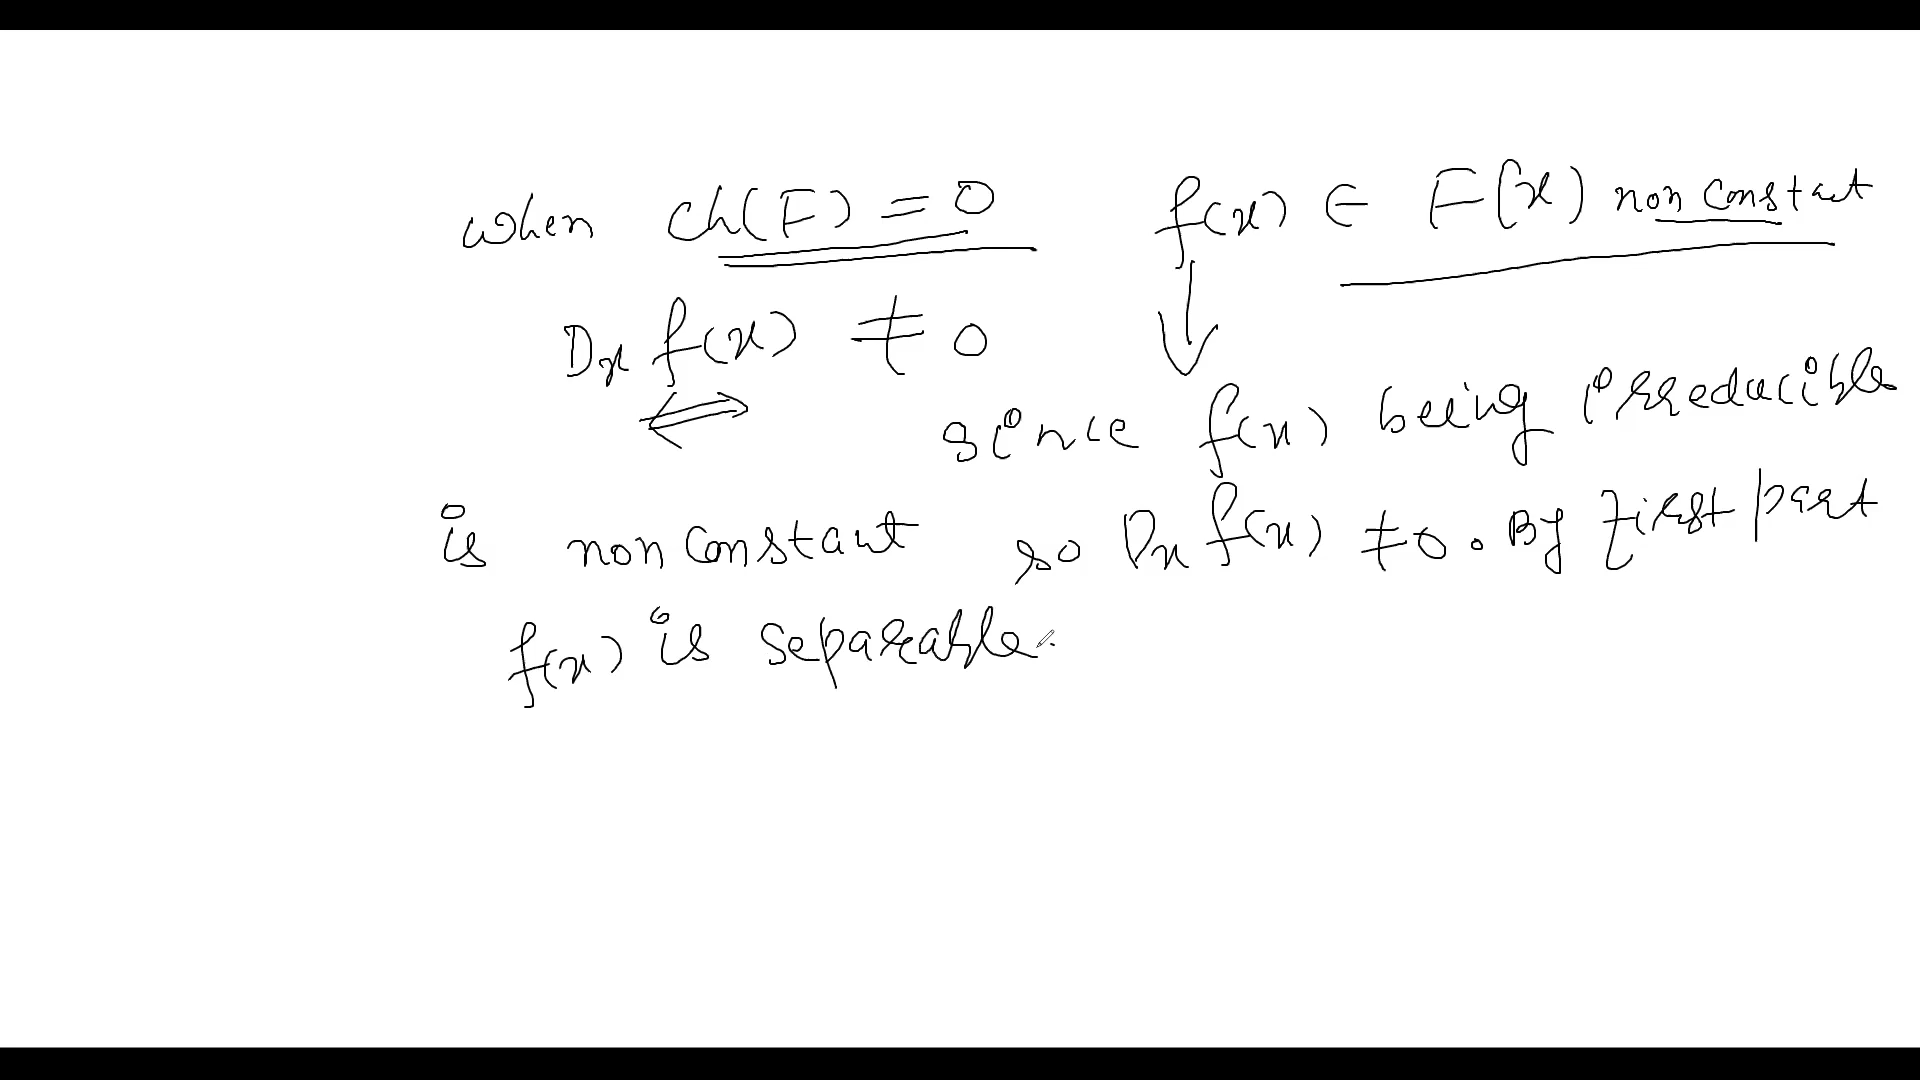 when ch(F) = 0 f(x) ∈ F[x) non constant
Dx f(x) ≠ 0
⇔ since f(x) being irreducible
is non constant so Dx f(x) ≠ 0. By first part
f(x) is separable.